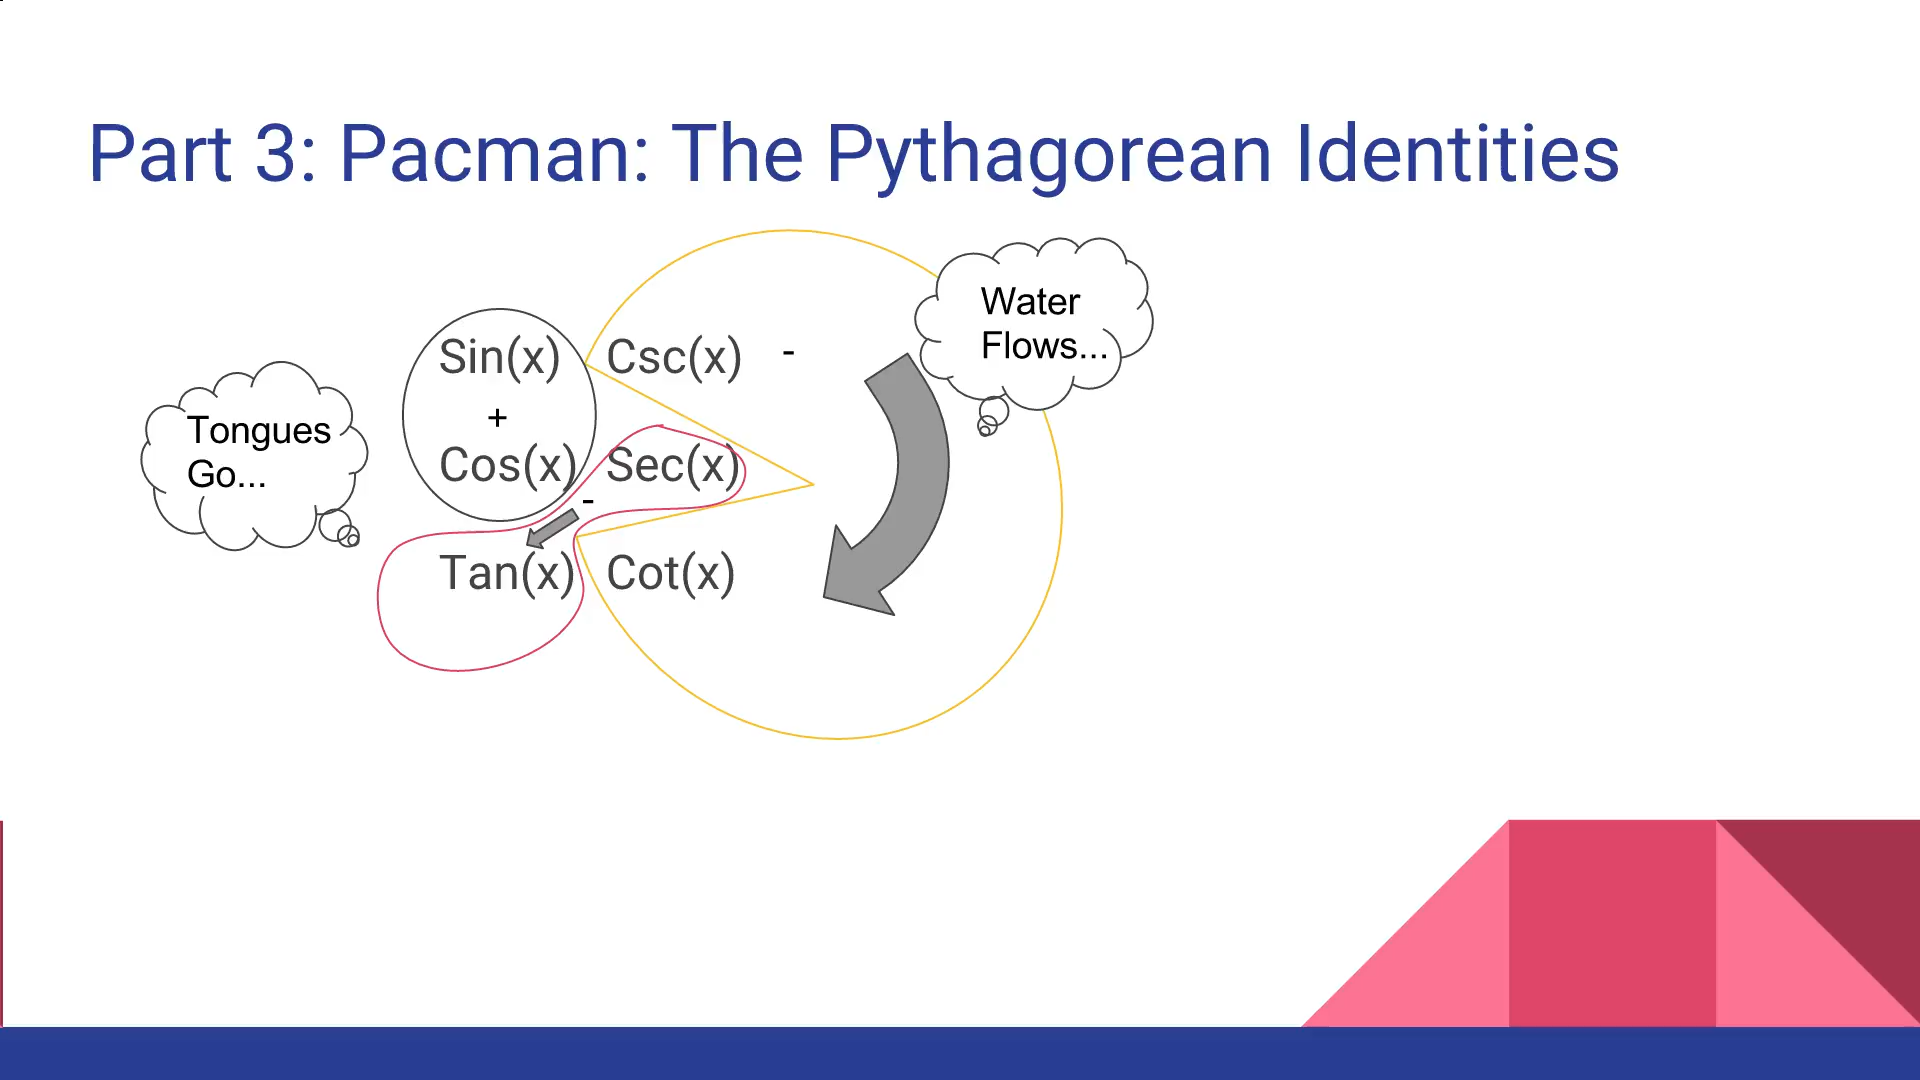 Part 3: Pacman: The Pythagorean Identities
Water
Flows...
Sin(x) Csc(x) -
+
Tongues
Go...
Cos(x) Sec(x)
-
Tan(x) Cot(x)